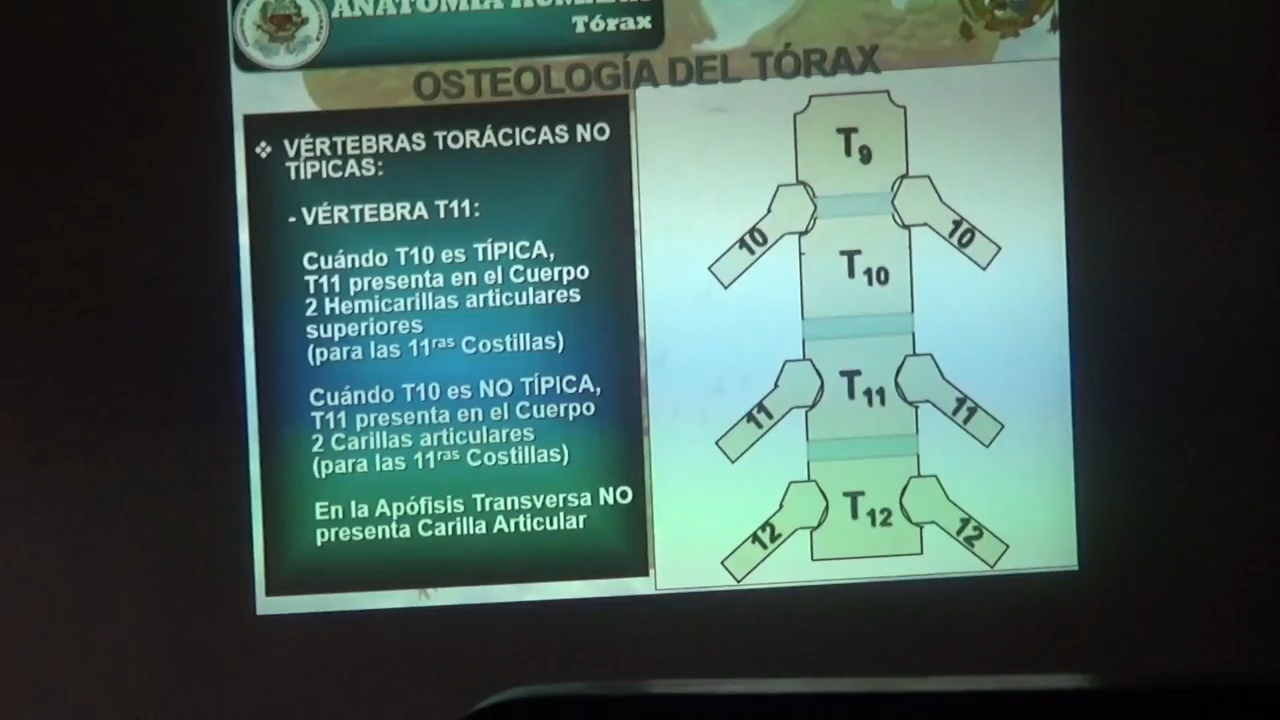 ANATOMÍA HUMANA
Tórax
OSTEOLOGÍA DEL TÓRAX
❖ VÉRTEBRAS TORÁCICAS NO
TÍPICAS:
- VÉRTEBRA T11:
Cuándo T10 es TÍPICA,
T11 presenta en el Cuerpo
2 Hemicarillas articulares
superiores
(para las 11ras Costillas)
Cuándo T10 es NO TÍPICA,
T11 presenta en el Cuerpo
2 Carillas articulares
(para las 11ras Costillas)
En la Apófisis Transversa NO
presenta Carilla Articular
T9
10 10
T10
T11
11 11
T12
12 12